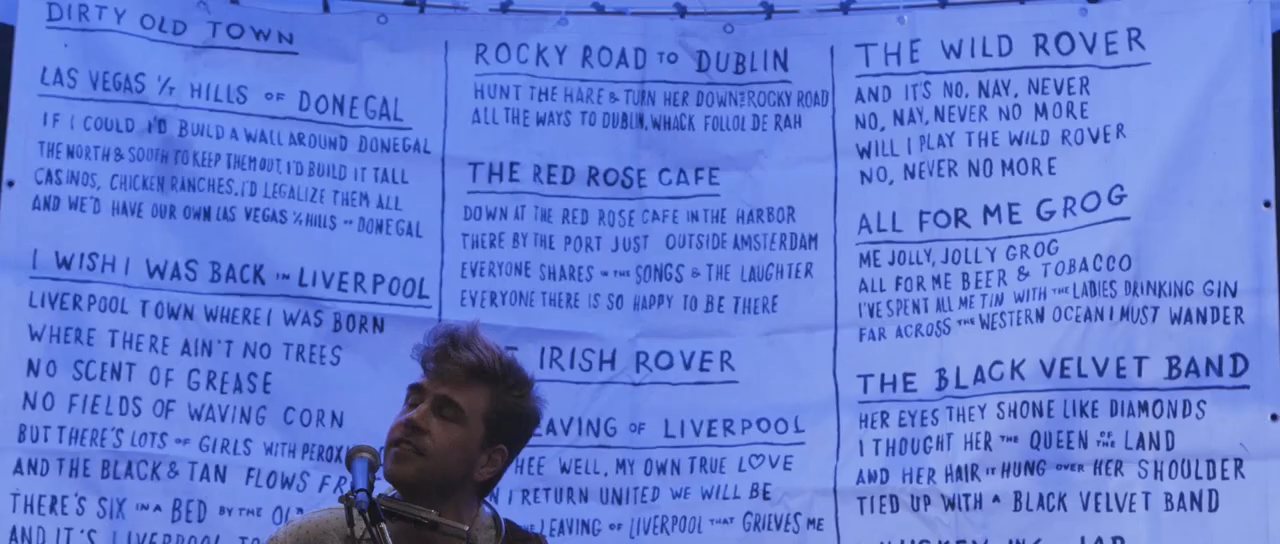 DIRTY OLD TOWN
LAS VEGAS I/T HILLS OF DONEGAL
IF I COULD I'D BUILD A WALL AROUND DONEGAL
THE NORTH & SOUTH TO KEEP THEM OUT, I'D BUILD IT TALL
CASINOS, CHICKEN RANCHES, I'D LEGALIZE THEM ALL
AND WE'D HAVE OUR OWN LAS VEGAS HILLS OF DONEGAL
I WISH I WAS BACK IN LIVERPOOL
LIVERPOOL TOWN WHERE I WAS BORN
WHERE THERE AIN'T NO TREES
NO SCENT OF GREASE
NO FIELDS OF WAVING CORN
BUT THERE'S LOTS OF GIRLS WITH
AND THE BLACK & TAN FLOWS
THERE'S SIX IN A BED BY THE
AND IT'S LIVERPOOL
ROCKY ROAD TO DUBLIN
HUNT THE HARE & TURN HER DOWN THE ROCKY ROAD
ALL THE WAYS TO DUBLIN, WHACK FOLLOL DE RAH
THE RED ROSE CAFE
DOWN AT THE RED ROSE CAFE IN THE HARBOR
THERE BY THE PORT JUST OUTSIDE AMSTERDAM
EVERYONE SHARES IN THE SONGS & THE LAUGHTER
EVERYONE THERE IS SO HAPPY TO BE THERE
IRISH ROVER
EAVING OF LIVERPOOL
HEE WELL, MY OWN TRUE LOVE
N I RETURN UNITED WE WILL BE
LEAVING OF LIVERPOOL THAT GRIEVES ME
THE WILD ROVER
AND IT'S NO, NAY, NEVER
NO, NAY, NEVER NO MORE
WILL I PLAY THE WILD ROVER
NO, NEVER NO MORE
ALL FOR ME GROG
ME JOLLY, JOLLY GROG
ALL FOR ME BEER & TOBACCO
I'VE SPENT ALL ME TIN WITH THE LADIES DRINKING GIN
FAR ACROSS THE WESTERN OCEAN I MUST WANDER
THE BLACK VELVET BAND
HER EYES THEY SHONE LIKE DIAMONDS
I THOUGHT HER THE QUEEN OF THE LAND
AND HER HAIR IT HUNG OVER HER SHOULDER
TIED UP WITH A BLACK VELVET BAND